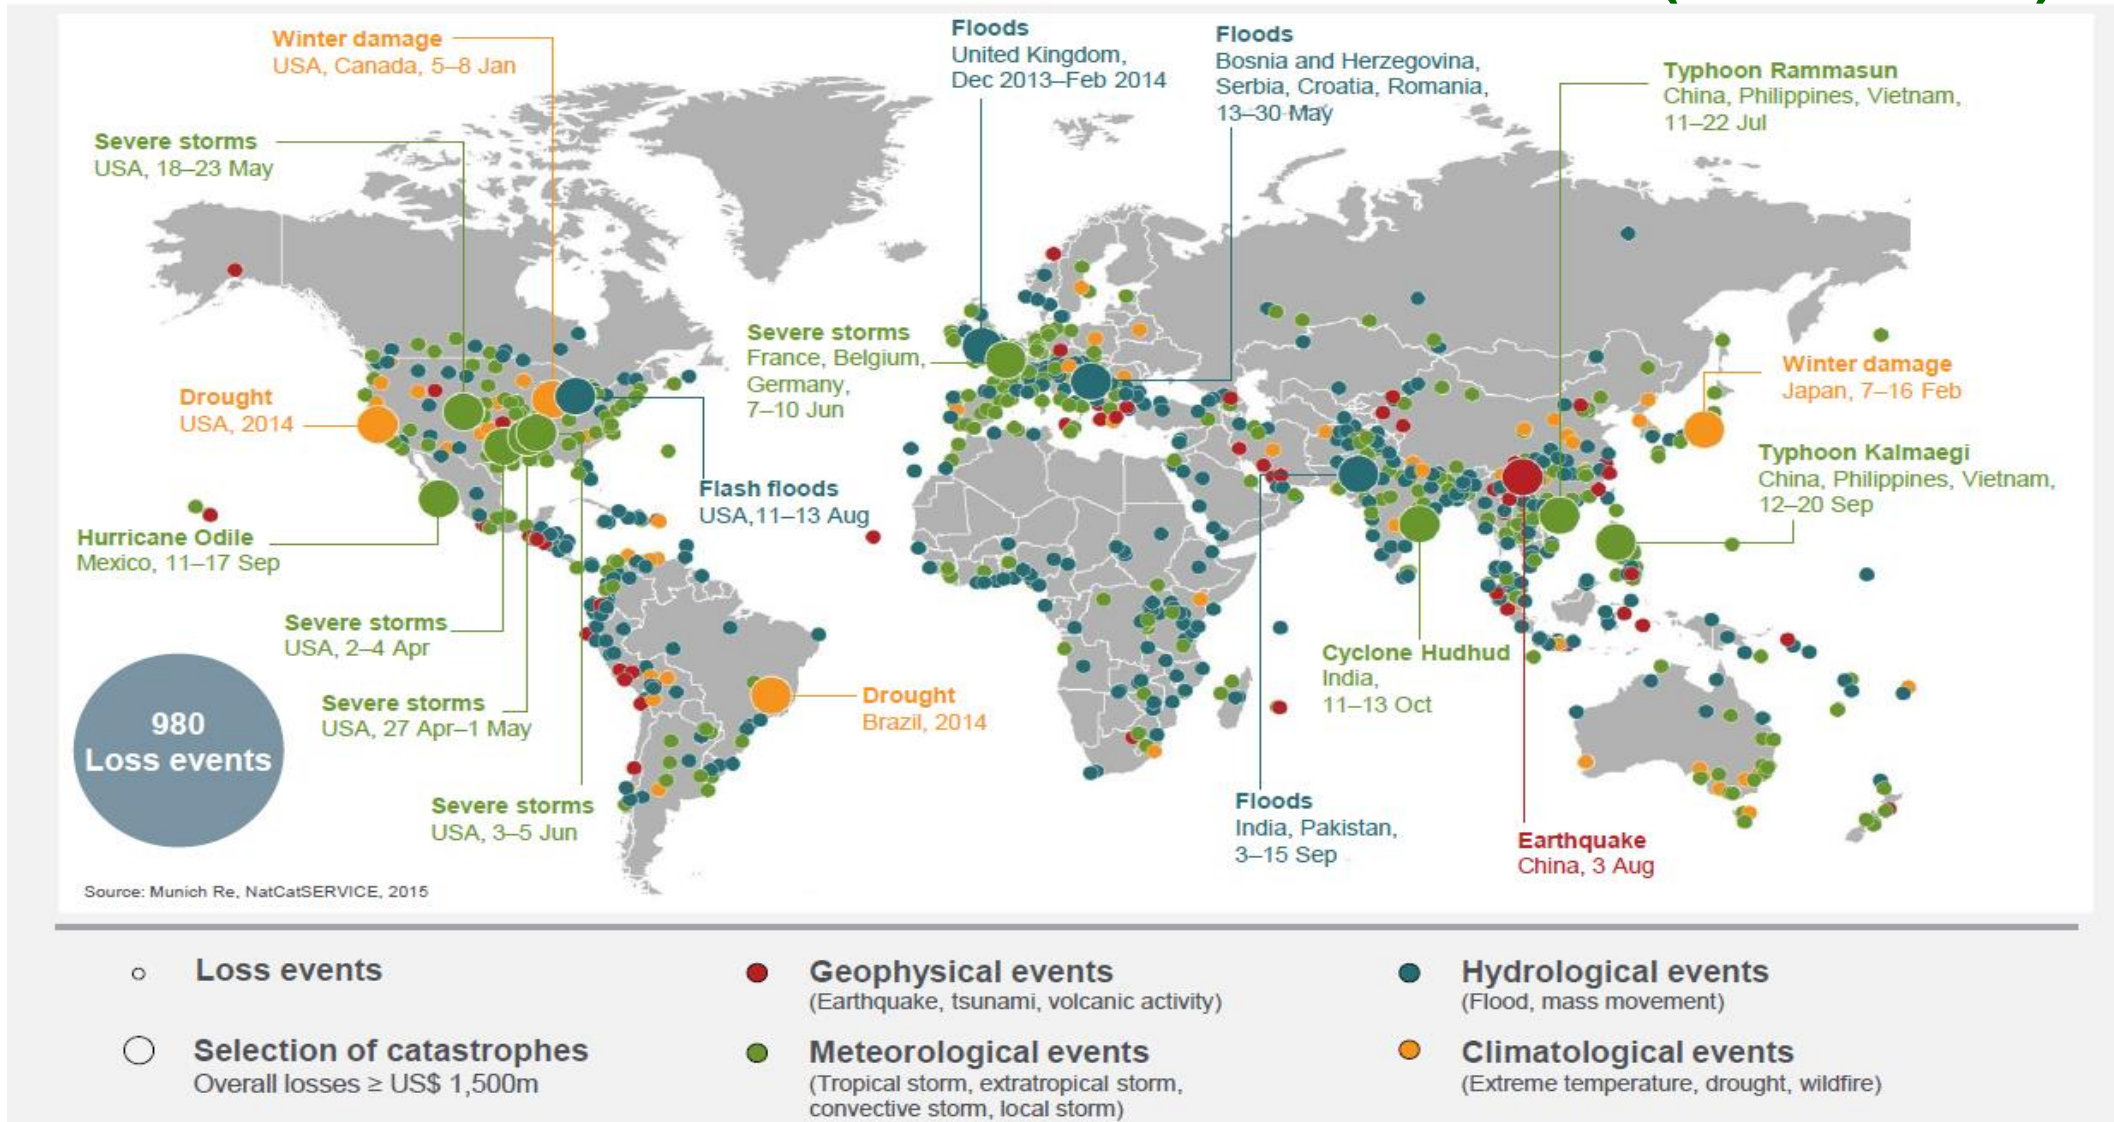 Winter damage
USA, Canada, 5–8 Jan
Floods
United Kingdom,
Dec 2013–Feb 2014
Floods
Bosnia and Herzegovina,
Serbia, Croatia, Romania,
13–30 May
Typhoon Rammasun
China, Philippines, Vietnam,
11–22 Jul
Severe storms
USA, 18–23 May
Severe storms
France, Belgium,
Germany,
7–10 Jun
Winter damage
Japan, 7–16 Feb
Drought
USA, 2014
Typhoon Kalmaegi
China, Philippines, Vietnam,
12–20 Sep
Flash floods
USA,11–13 Aug
Hurricane Odile
Mexico, 11–17 Sep
Severe storms
USA, 2–4 Apr
Cyclone Hudhud
India,
11–13 Oct
Severe storms
USA, 27 Apr–1 May
Drought
Brazil, 2014
980
Loss events
Severe storms
USA, 3–5 Jun
Floods
India, Pakistan,
3–15 Sep
Earthquake
China, 3 Aug
Source: Munich Re, NatCatSERVICE, 2015
Loss events
Geophysical events
(Earthquake, tsunami, volcanic activity)
Hydrological events
(Flood, mass movement)
Selection of catastrophes
Overall losses ≥ US$ 1,500m
Meteorological events
(Tropical storm, extratropical storm,
convective storm, local storm)
Climatological events
(Extreme temperature, drought, wildfire)